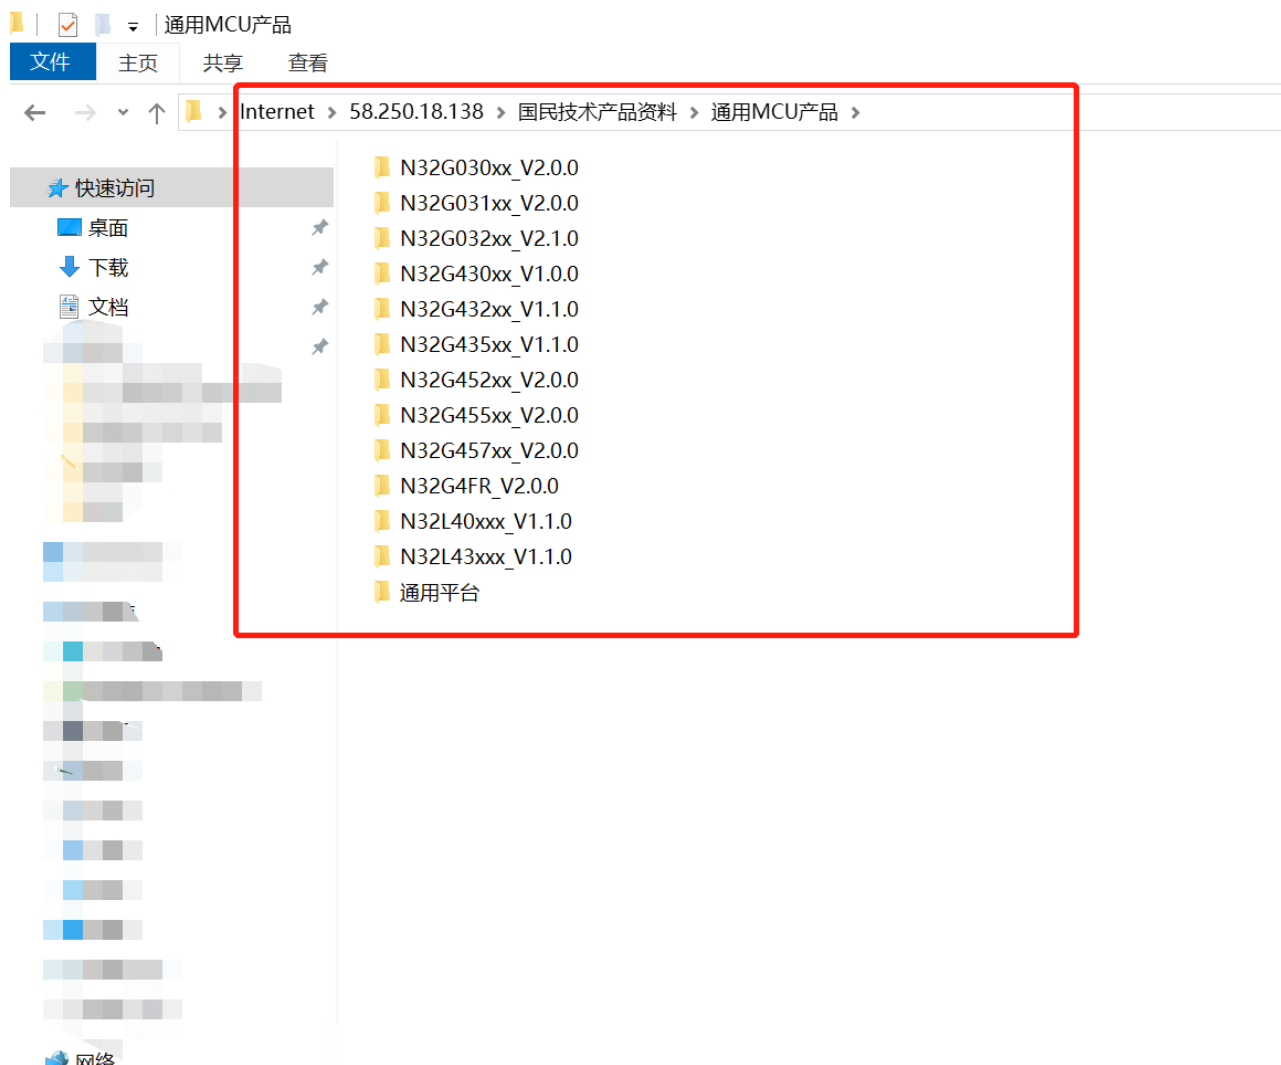 通用MCU产品
文件 主页 共享 查看
Internet > 58.250.18.138 > 国民技术产品资料 > 通用MCU产品 >
快速访问
桌面
下载
文档
网络
N32G030xx_V2.0.0
N32G031xx_V2.0.0
N32G032xx_V2.1.0
N32G430xx_V1.0.0
N32G432xx_V1.1.0
N32G435xx_V1.1.0
N32G452xx_V2.0.0
N32G455xx_V2.0.0
N32G457xx_V2.0.0
N32G4FR_V2.0.0
N32L40xxx_V1.1.0
N32L43xxx_V1.1.0
通用平台